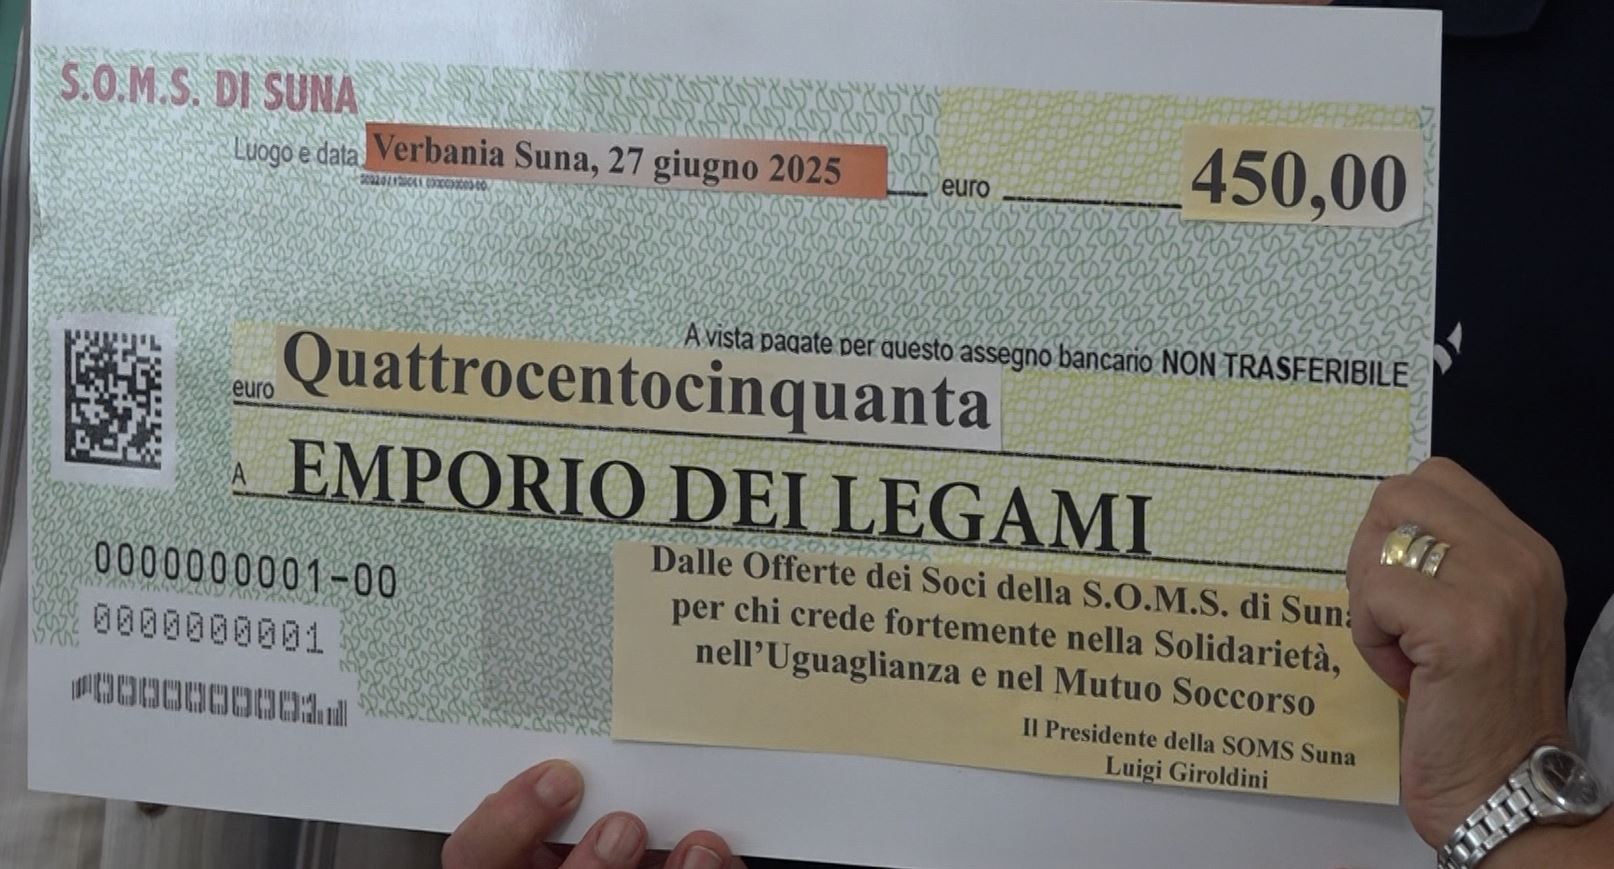 S.O.M.S. DI SUNA
Luogo e data Verbania Suna, 27 giugno 2025 euro 450,00
A vista pagate per questo assegno bancario NON TRASFERIBILE
euro Quattrocentocinquanta
A EMPORIO DEI LEGAMI
0000000001-00
0000000001
Dalle Offerte dei Soci della S.O.M.S. di Suna
per chi crede fortemente nella Solidarietà,
nell'Uguaglianza e nel Mutuo Soccorso
Il Presidente della SOMS Suna
Luigi Giroldini